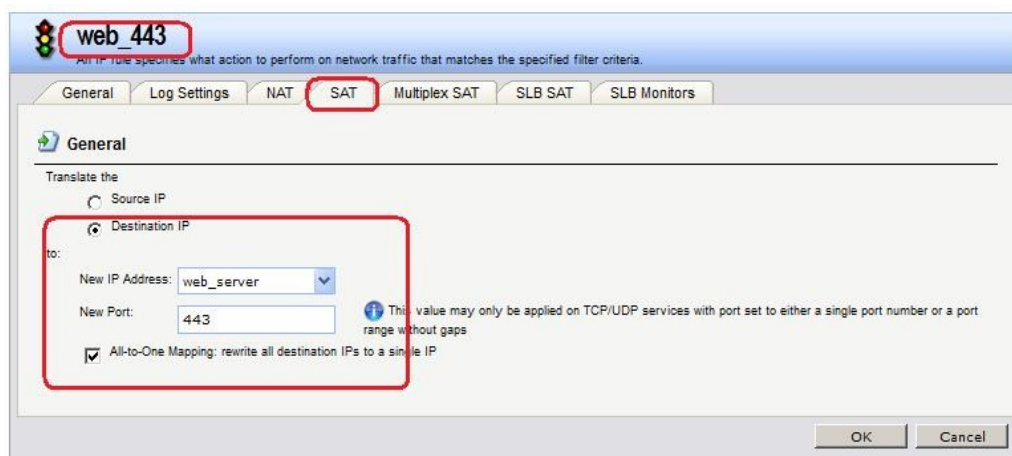 web_443
An IP rule specifies what action to perform on network traffic that matches the specified filter criteria.
General Log Settings NAT SAT Multiplex SAT SLB SAT SLB Monitors
General
Translate the
Source IP
Destination IP
to:
New IP Address: web_server
New Port: 443
This value may only be applied on TCP/UDP services with port set to either a single port number or a port
range without gaps
All-to-One Mapping: rewrite all destination IPs to a single IP
OK Cancel